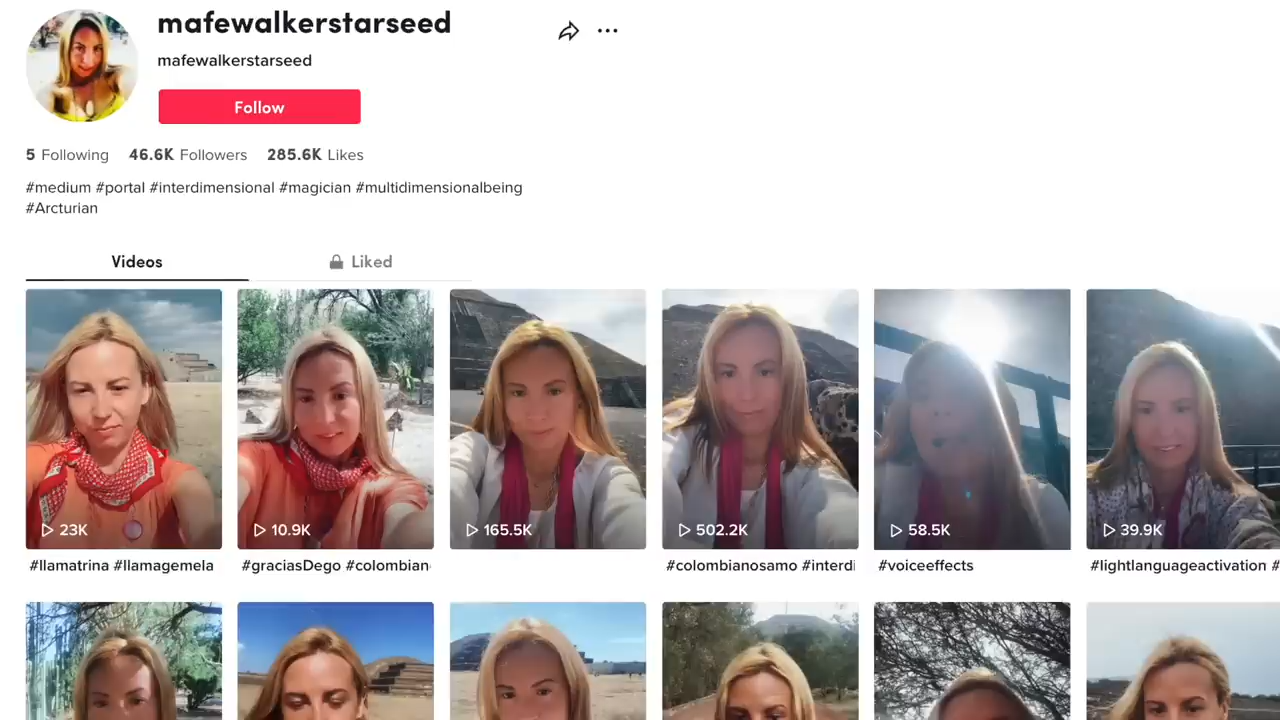 mafewalkerstarseed
mafewalkerstarseed
Follow
5 Following 46.6K Followers 285.6K Likes
#medium #portal #interdimensional #magician #multidimensionalbeing
#Arcturian
Videos Liked
23K 10.9K 165.5K 502.2K 58.5K 39.9K
#llamatrina #llamagemela #graciasDego #colombian #colombianosamo #interdi #voiceeffects #lightlanguageactivation #